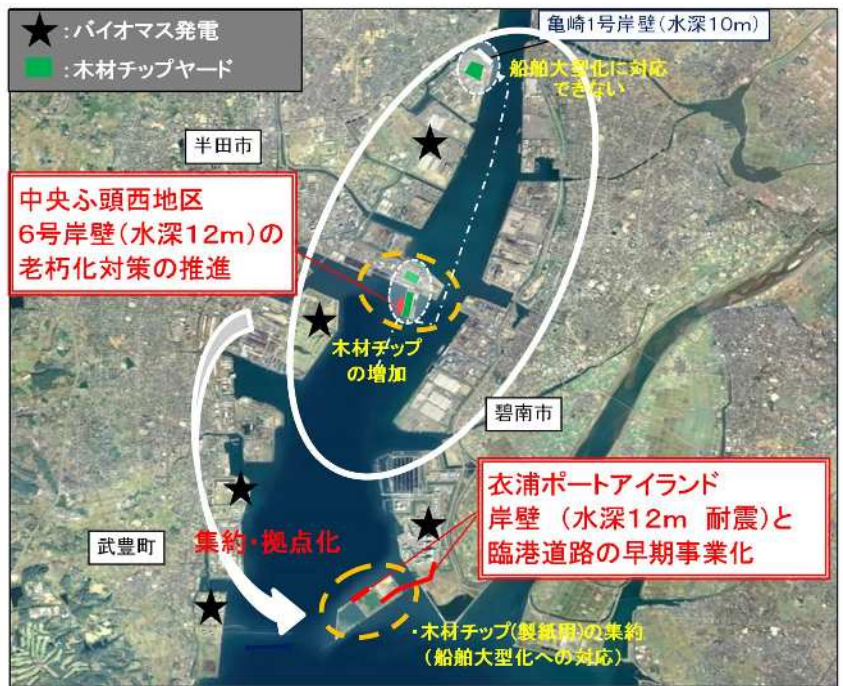 ★:バイオマス発電
:木材チップヤード
亀崎1号岸壁(水深10m)
船舶大型化に対応
できない
半田市
中央ふ頭西地区
6号岸壁(水深12m)の
老朽化対策の推進
木材チップ
の増加
碧南市
衣浦ポートアイランド
岸壁 (水深12m 耐震)と
臨港道路の早期事業化
武豊町
集約・拠点化
・木材チップ(製紙用)の集約
(船舶大型化への対応)